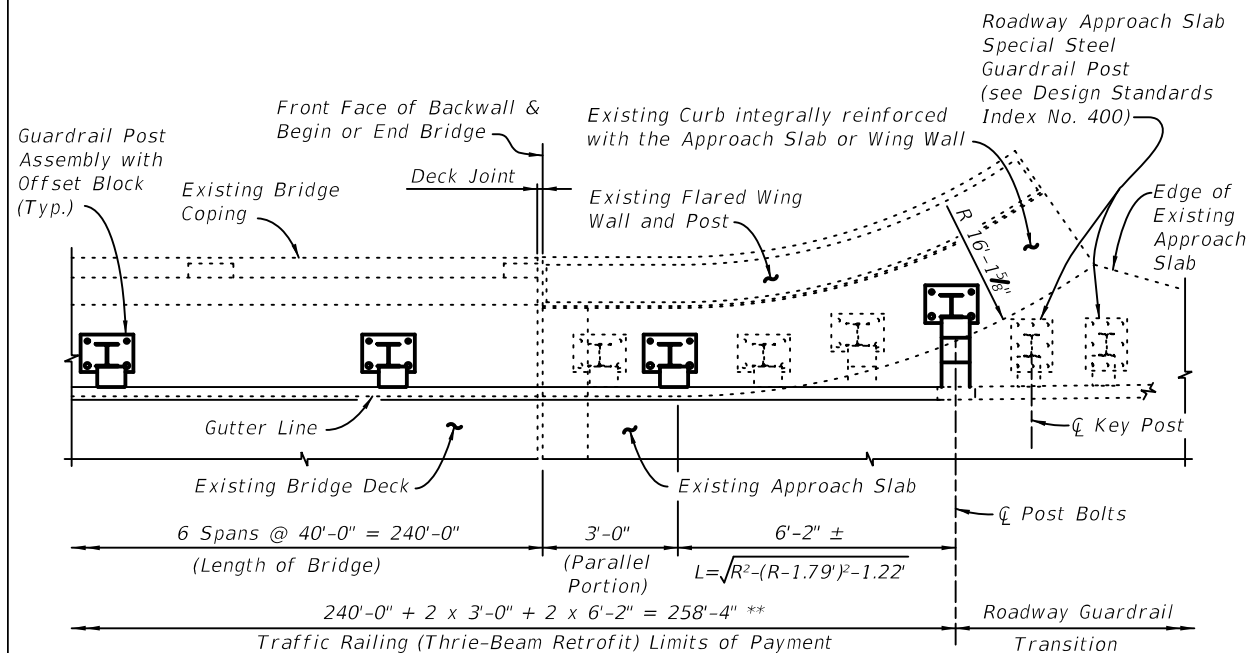 Roadway Approach Slab
Special Steel
Guardrail Post
(see Design Standards
Index No. 400)
Front Face of Backwall &
Begin or End Bridge
Existing Curb integrally reinforced
with the Approach Slab or Wing Wall
Guardrail Post
Assembly with
Offset Block
(Typ.)
Deck Joint
Existing Bridge
Coping
Existing Flared Wing
Wall and Post
Edge of
Existing
Approach
Slab
R 16'-1⅝"
Gutter Line
℄ Key Post
Existing Bridge Deck
Existing Approach Slab
℄ Post Bolts
6 Spans @ 40'-0" = 240'-0"
(Length of Bridge)
3'-0"
(Parallel
Portion)
6'-2" ±
L=√R²-(R-1.79')²-1.22'
240'-0" + 2 x 3'-0" + 2 x 6'-2" = 258'-4" **
Traffic Railing (Thrie-Beam Retrofit) Limits of Payment
Roadway Guardrail
Transition